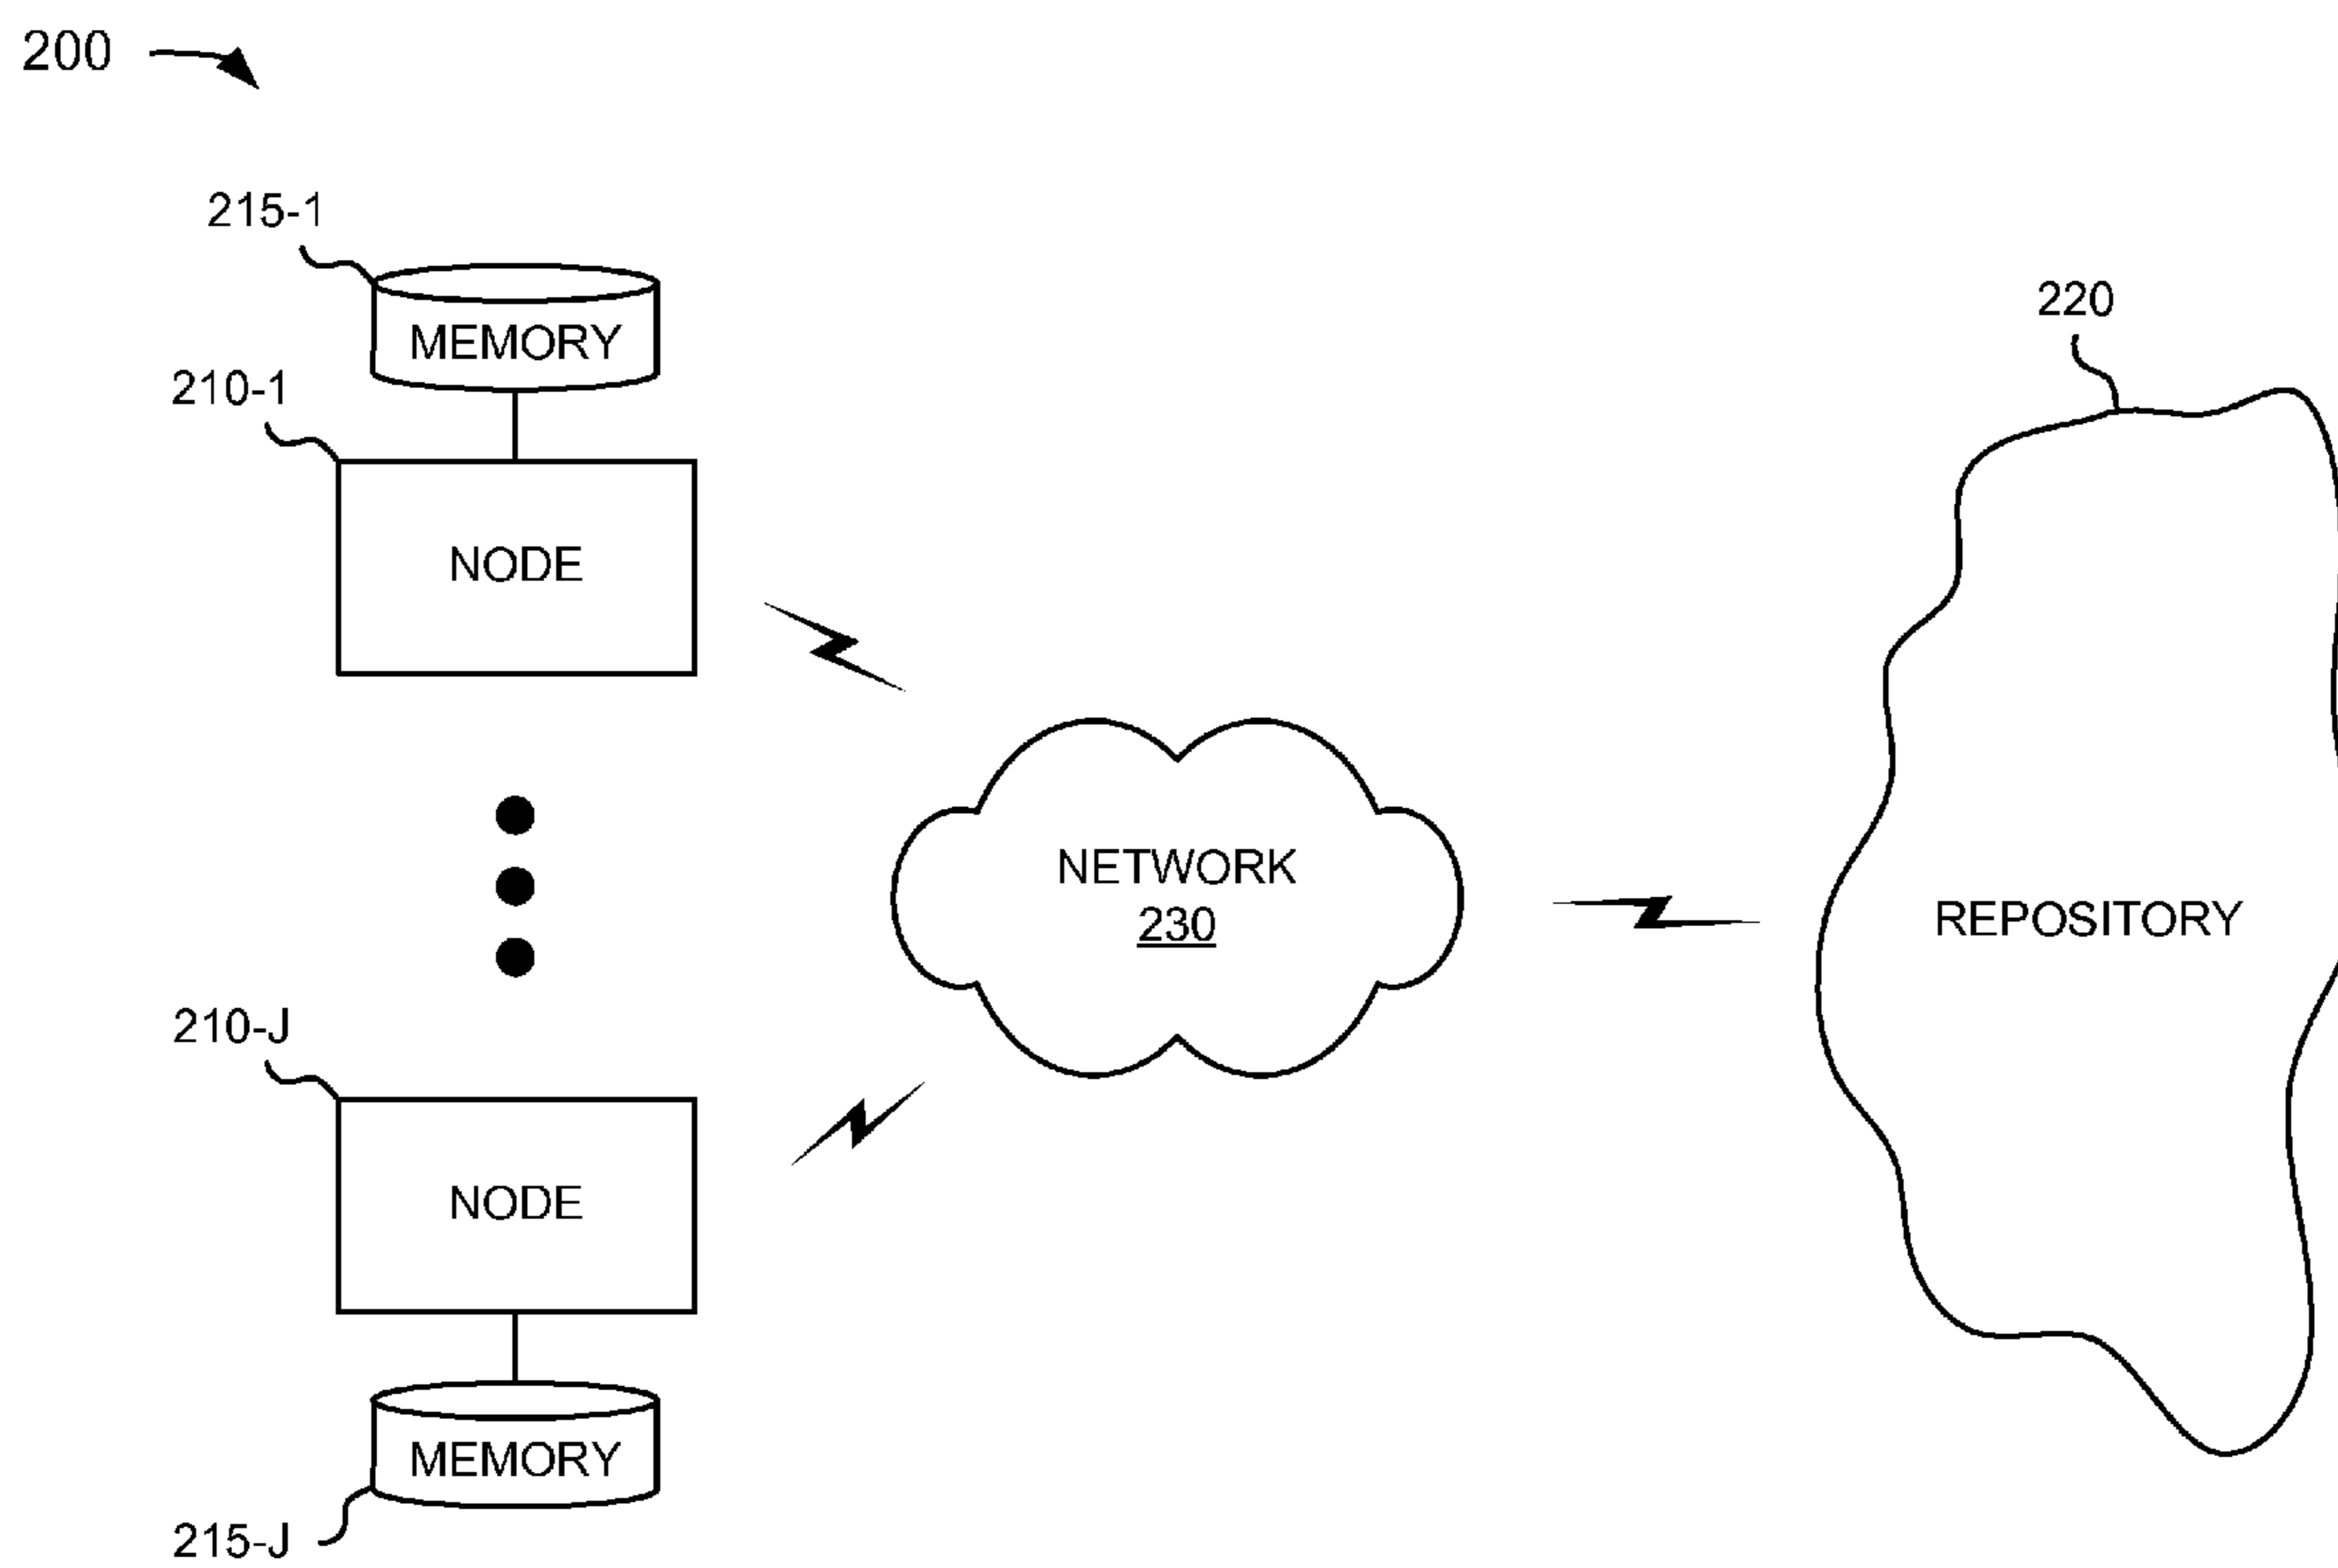 200
215-1
MEMORY
210-1
NODE
220
NETWORK
230
REPOSITORY
210-J
NODE
MEMORY
215-J